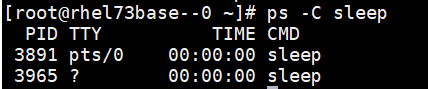 [root@rhel73base--0 ~]# ps -C sleep
PID TTY TIME CMD
3891 pts/0 00:00:00 sleep
3965 ? 00:00:00 sleep